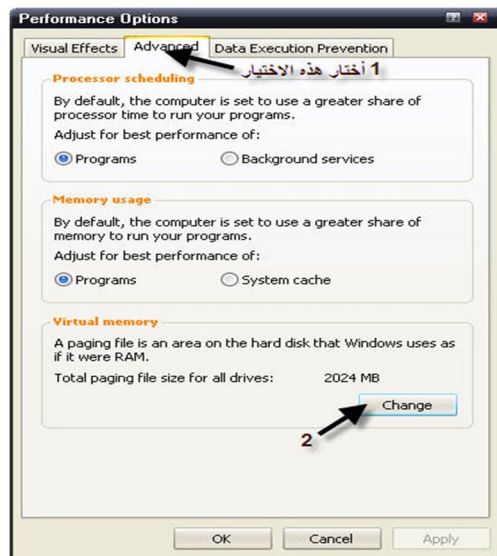 Performance Options
Visual Effects Advanced Data Execution Prevention
1 أختار هذه الاختيار
Processor scheduling
By default, the computer is set to use a greater share of
processor time to run your programs.
Adjust for best performance of:
Programs Background services
Memory usage
By default, the computer is set to use a greater share of
memory to run your programs.
Adjust for best performance of:
Programs System cache
Virtual memory
A paging file is an area on the hard disk that Windows uses as
if it were RAM.
Total paging file size for all drives: 2024 MB
Change
2
OK Cancel Apply